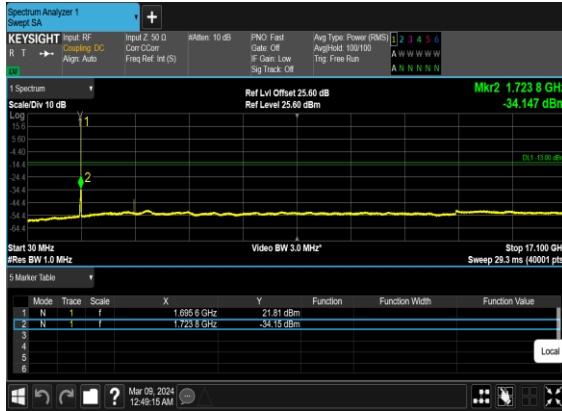 Spectrum Analyzer 1
Swept SA
+
KEYSIGHT Input: RF Input Z: 50 Ω #Atten: 10 dB PNO: Fast Avg Type: Power (RMS) 1 2 3 4 5 6
R T Coupling: DC Corr CCorr Gate: Off Avg|Hold: 100/100 A W W W W W
Align: Auto Freq Ref: Int (S) IF Gain: Low Trig: Free Run
LU Sig Track: Off A N N N N N
1 Spectrum Ref Lvl Offset 25.60 dB Mkr2 1.723 8 GHz
Scale/Div 10 dB Ref Level 25.60 dBm -34.147 dBm
Log
15.6
5.60
-4.40
-14.4
-24.4
-34.4
-44.4
-54.4
-64.4
1
DL1 -13.00 dBm
2
Start 30 MHz Video BW 3.0 MHz* Stop 17.100 GHz
#Res BW 1.0 MHz Sweep 29.3 ms (40001 pts)
5 Marker Table
Mode Trace Scale X Y Function Function Width Function Value
1 N 1 f 1.695 6 GHz 21.81 dBm
2 N 1 f 1.723 8 GHz -34.15 dBm
3
4
5
6
Local
? Mar 09, 2024
12:49:15 AM